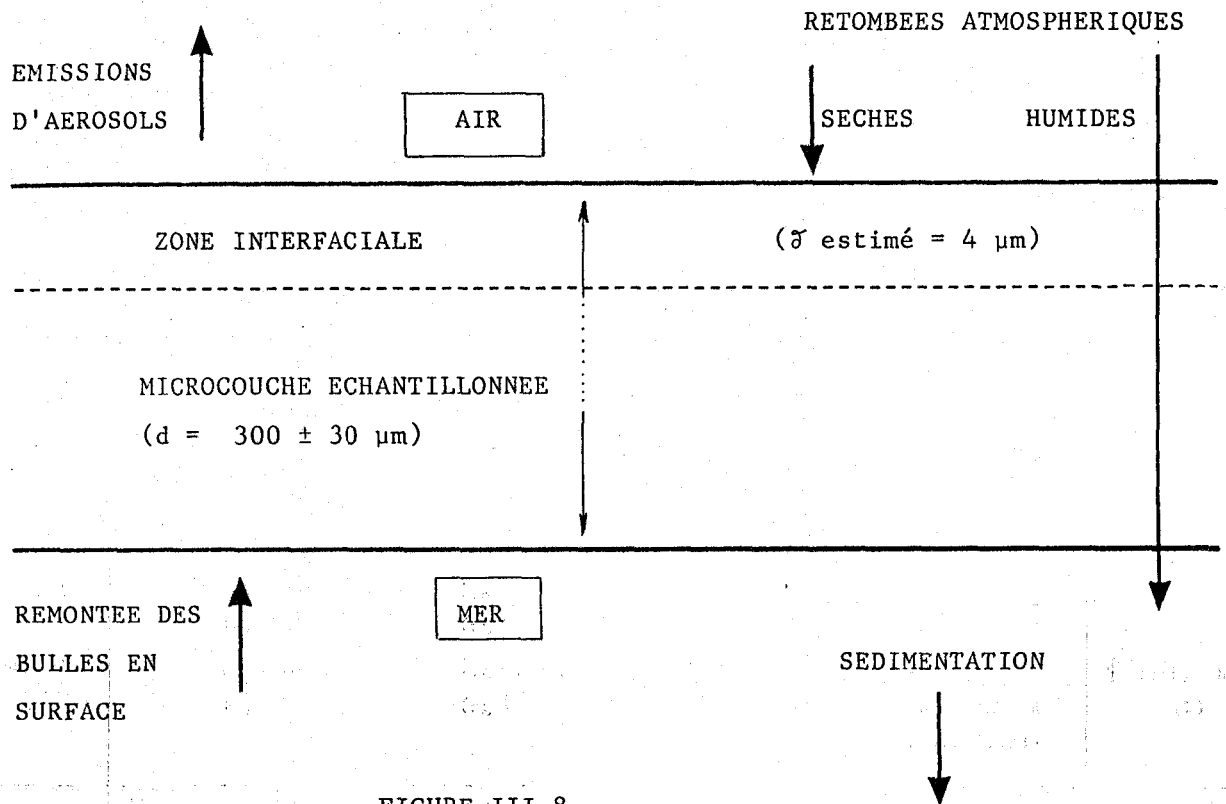 RETOMBEES ATMOSPHERIQUES
EMISSIONS
D'AEROSOLS
AIR
SECHES HUMIDES
ZONE INTERFACIALE
(δ estimé = 4 µm)
MICROCOUCHE ECHANTILLONNEE
(d = 300 ± 30 µm)
REMONTEE DES
BULLES EN
SURFACE
MER
SEDIMENTATION
FIGURE III-8